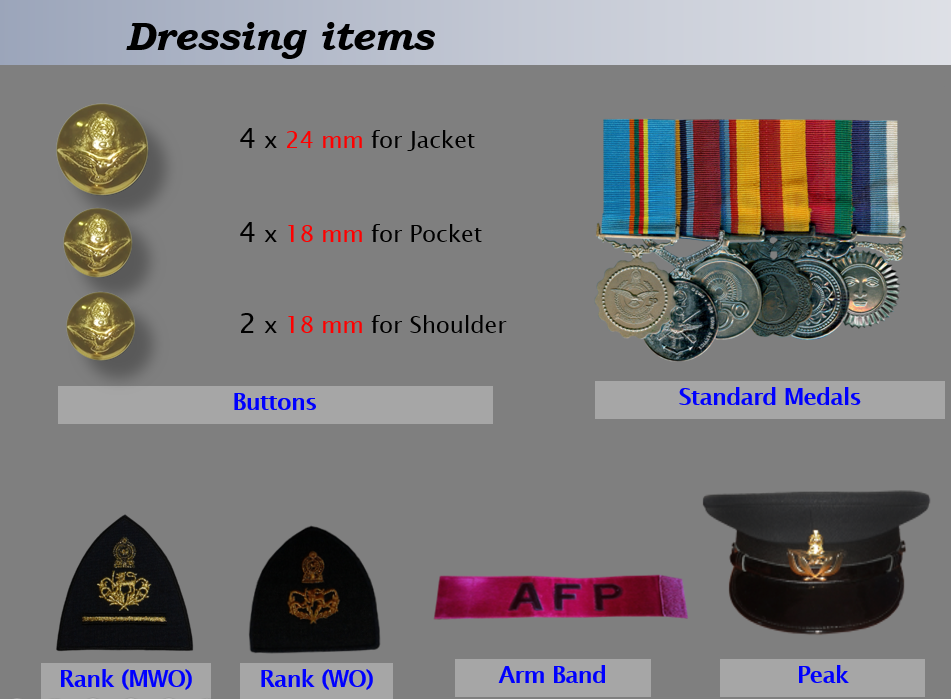 Dressing items
4 x 24 mm for Jacket
4 x 18 mm for Pocket
2 x 18 mm for Shoulder
Buttons
Standard Medals
AFP
Rank (MWO)
Rank (WO)
Arm Band
Peak